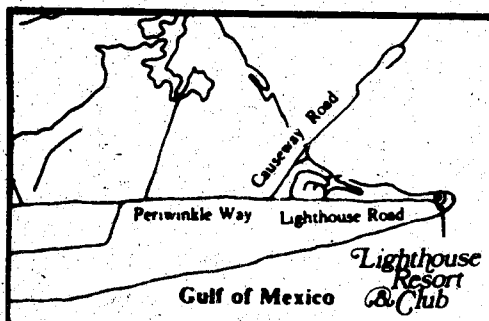 Causeway Road
Periwinkle Way
Lighthouse Road
Lighthouse
Resort
& Club
Gulf of Mexico